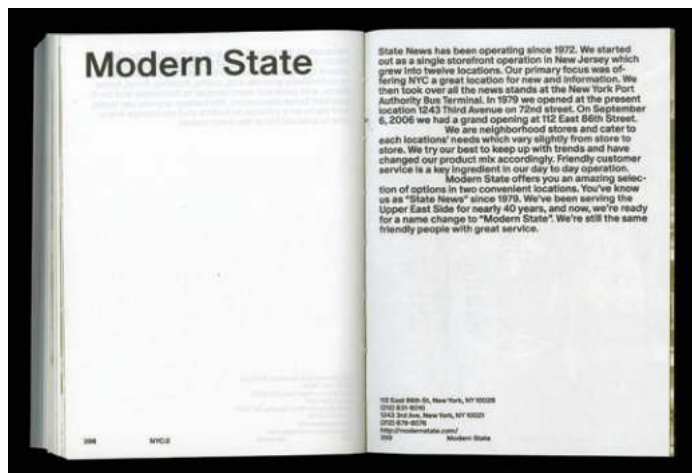 Modern State
398
NYC:2
State News has been operating since 1972. We started
out as a single storefront operation in New Jersey which
grew into twelve locations. Our primary focus was of-
fering NYC a great location for new and information. We
then took over all the news stands at the New York Port
Authority Bus Terminal. In 1979 we opened at the present
location 1243 Third Avenue on 72nd street. On September
6, 2006 we had a grand opening at 112 East 86th Street.
We are neighborhood stores and cater to
each locations' needs which vary slightly from store to
store. We try our best to keep up with trends and have
changed our product mix accordingly. Friendly customer
service is a key ingredient in our day to day operation.
Modern State offers you an amazing selec-
tion of options in two convenient locations. You've know
us as "State News" since 1979. We've been serving the
Upper East Side for nearly 40 years, and now, we're ready
for a name change to "Modern State". We're still the same
friendly people with great service.
112 East 86th St, New York, NY 10028
(212) 831-8010
1243 3rd Ave, New York, NY 10021
(212) 879-8076
http://modernstate.com/
399
Modern State